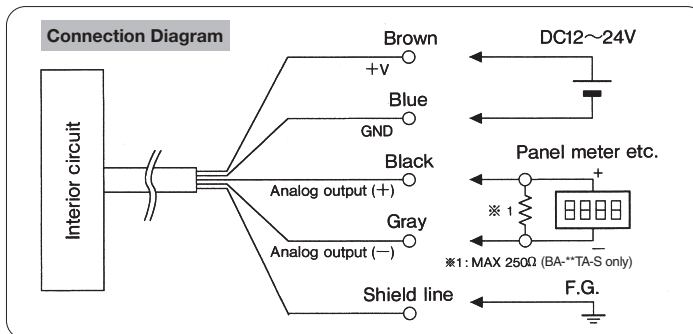 Connection Diagram
Interior circuit
Brown
+V
DC12~24V
Blue
GND
Black
Analog output (+)
Panel meter etc.
+
※1
Gray
Analog output (−)
−
※1: MAX 250Ω (BA-**TA-S only)
Shield line
F.G.